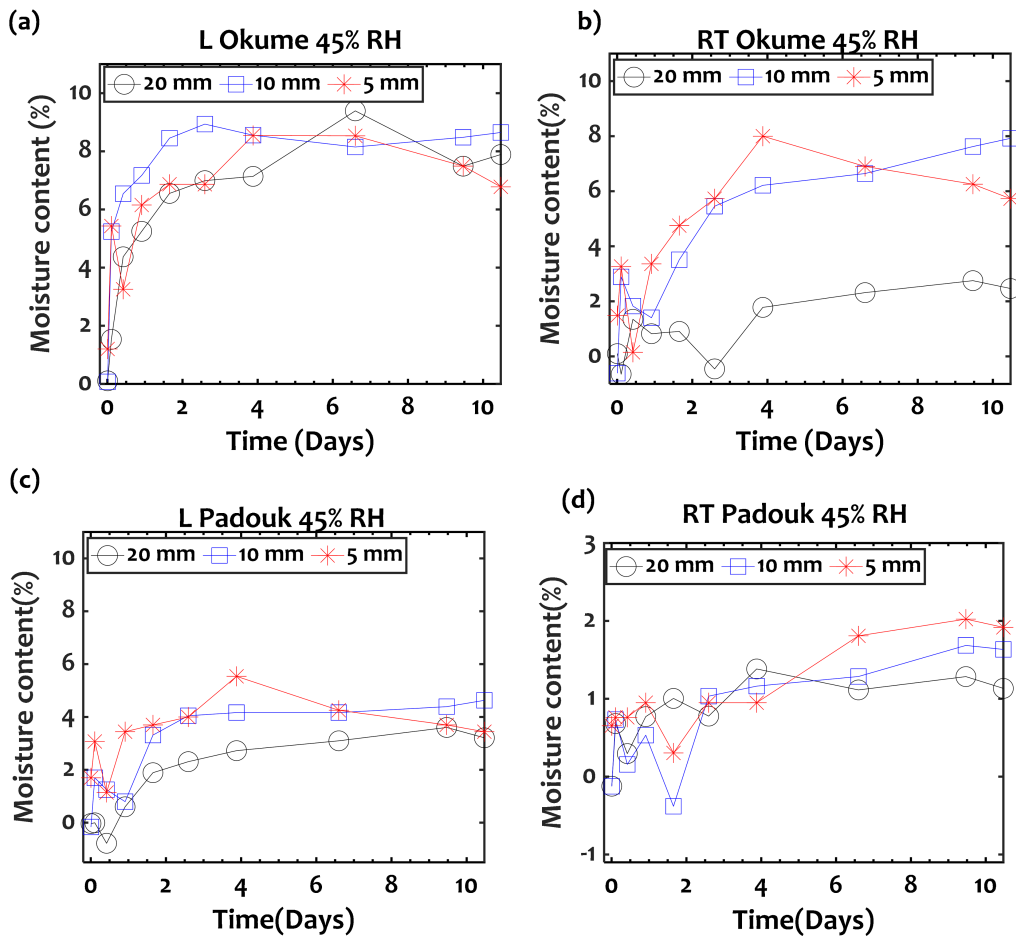 (a)
L Okume 45% RH
20 mm 10 mm 5 mm
Moisture content (%)
10
8
6
4
2
0
0 2 4 6 8 10
Time (Days)
b)
RT Okume 45% RH
20 mm 10 mm 5 mm
Moisture content(%)
10
8
6
4
2
0
0 2 4 6 8 10
Time (Days)
(c)
L Padouk 45% RH
20 mm 10 mm 5 mm
Moisture content(%)
10
8
6
4
2
0
0 2 4 6 8 10
Time(Days)
(d)
RT Padouk 45% RH
20 mm 10 mm 5 mm
Moisture content(%)
3
2
1
0
-1
0 2 4 6 8 10
Time(Days)